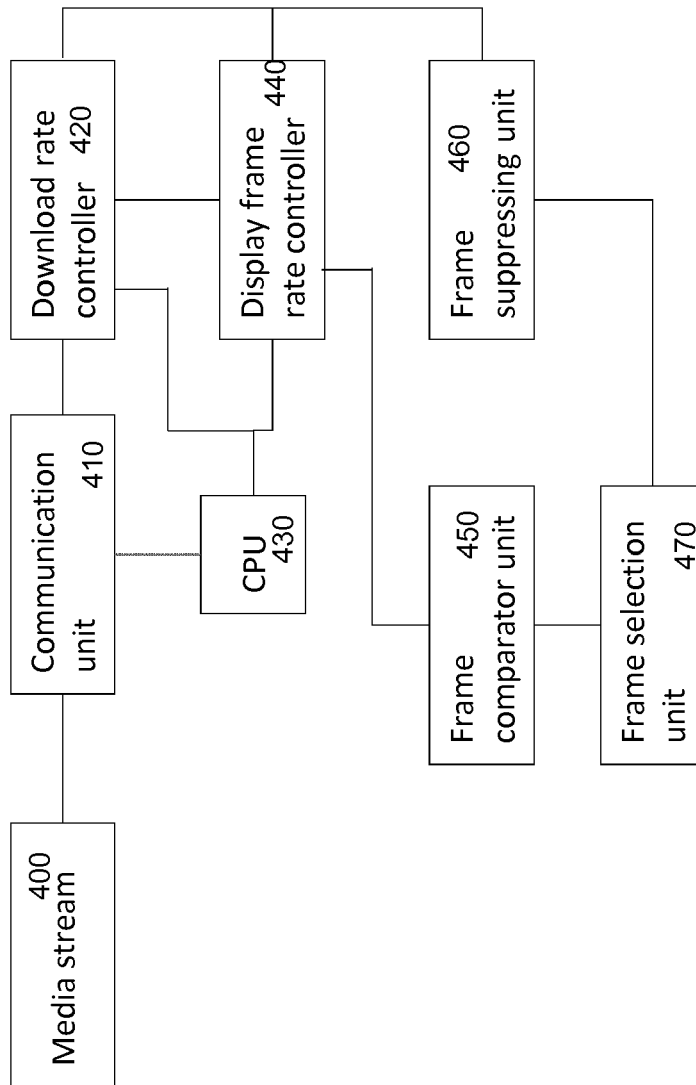 Media stream
400
Communication
unit 410
Download rate
controller 420
CPU
430
Display frame 440
rate controller
Frame 450
comparator unit
Frame 460
suppressing unit
Frame selection
unit 470